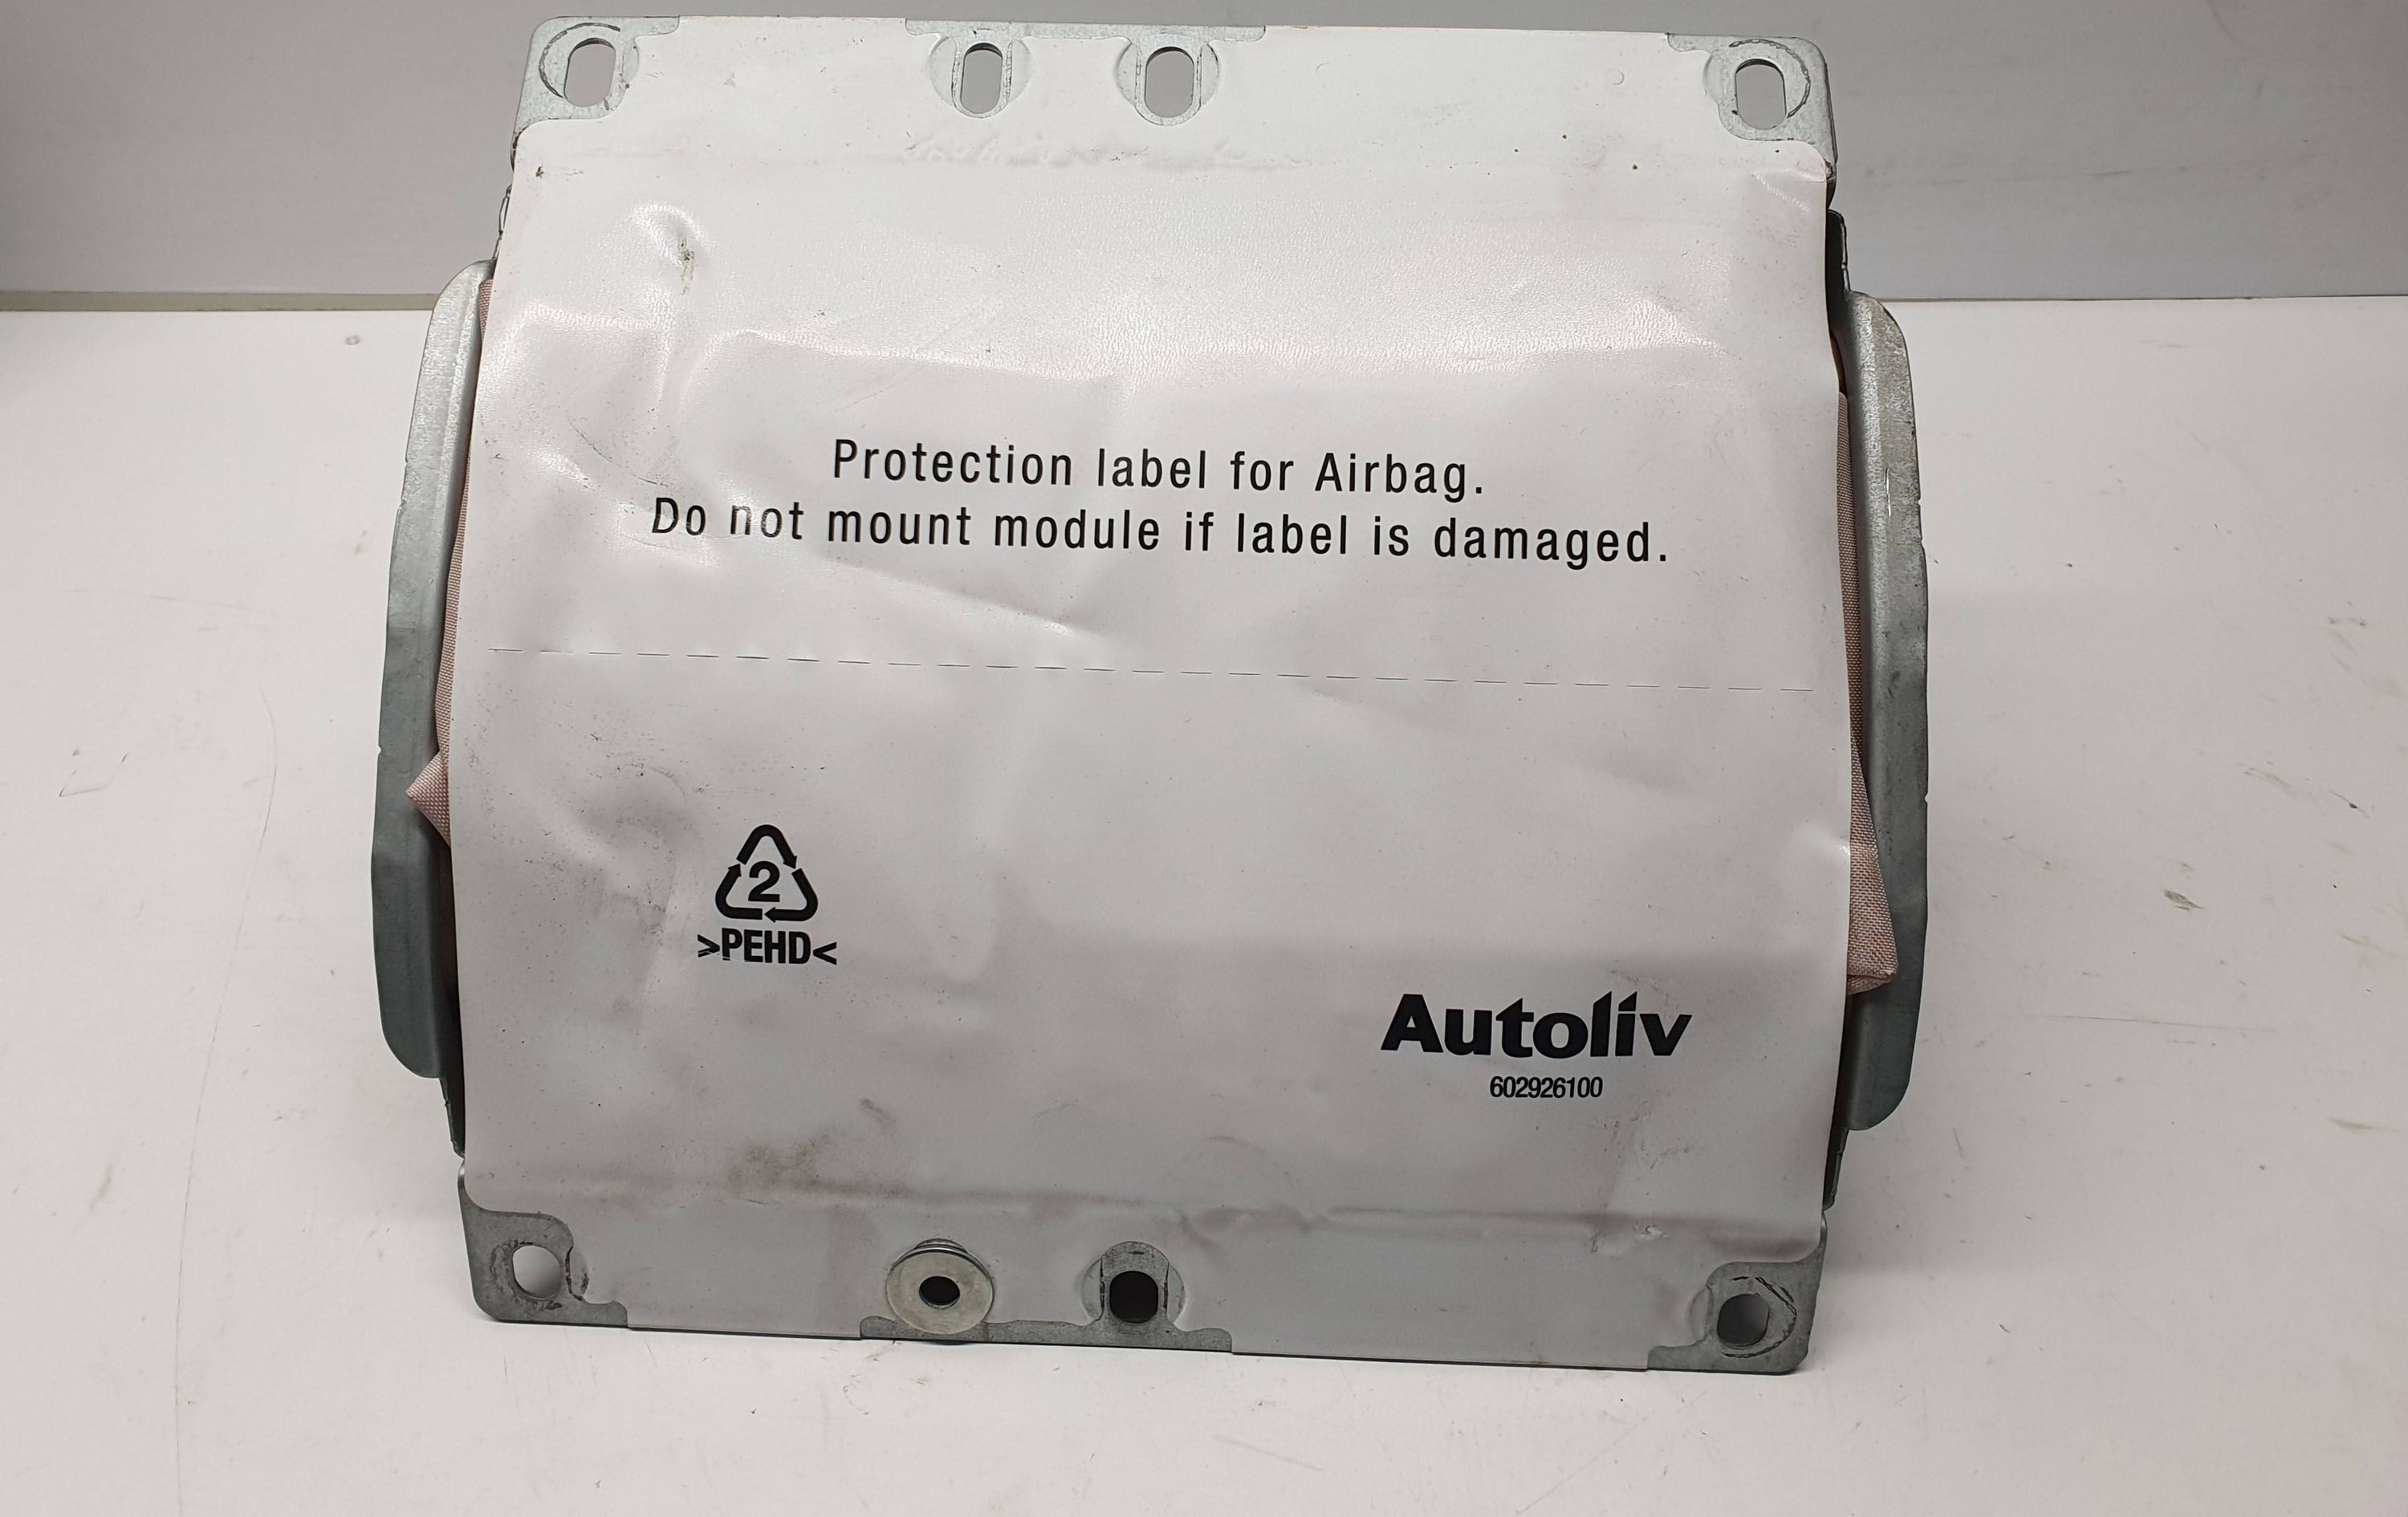 Protection label for Airbag.
Do not mount module if label is damaged.
2
>PEHD<
Autoliv
602926100